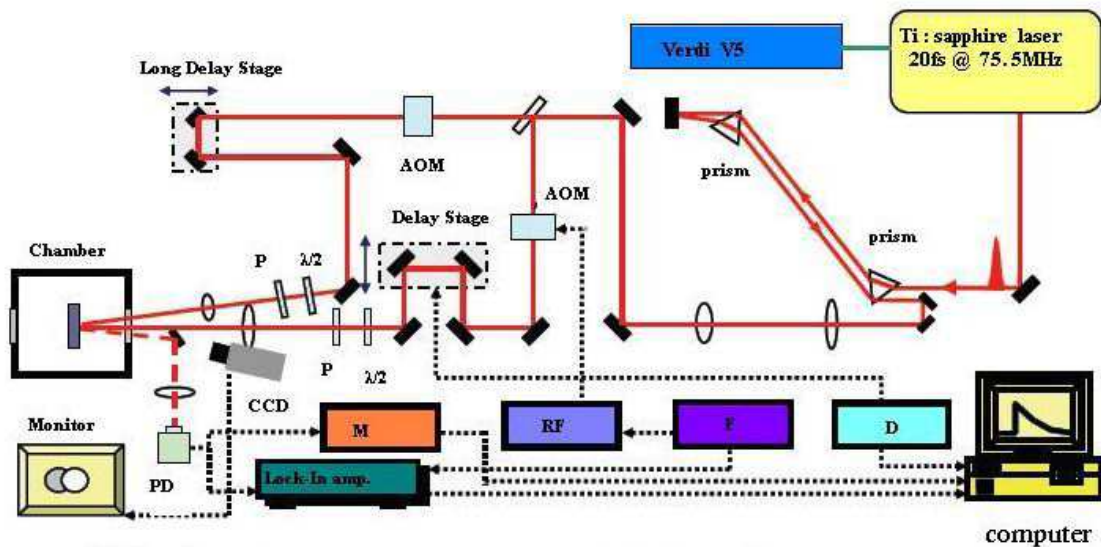 Verdi V5
Ti : sapphire laser
20fs @ 75.5MHz
Long Delay Stage
AOM
prism
AOM
Delay Stage
prism
Chamber
P
λ/2
P
λ/2
CCD
M
RF
F
D
Monitor
PD
Lock-In amp.
computer